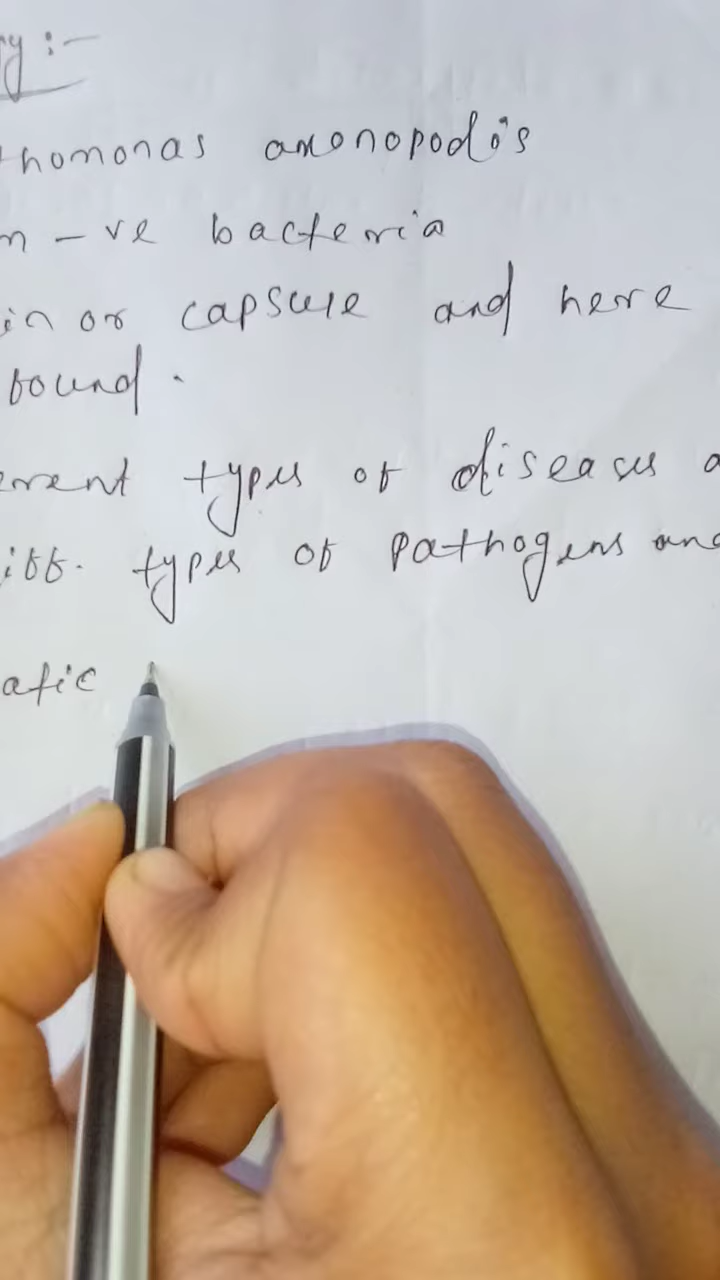 y :-
thomonas axonopodis
m -ve bacteria
in or capsule and here
found.
erent types of diseases a
iff. types of pathogens and
atic